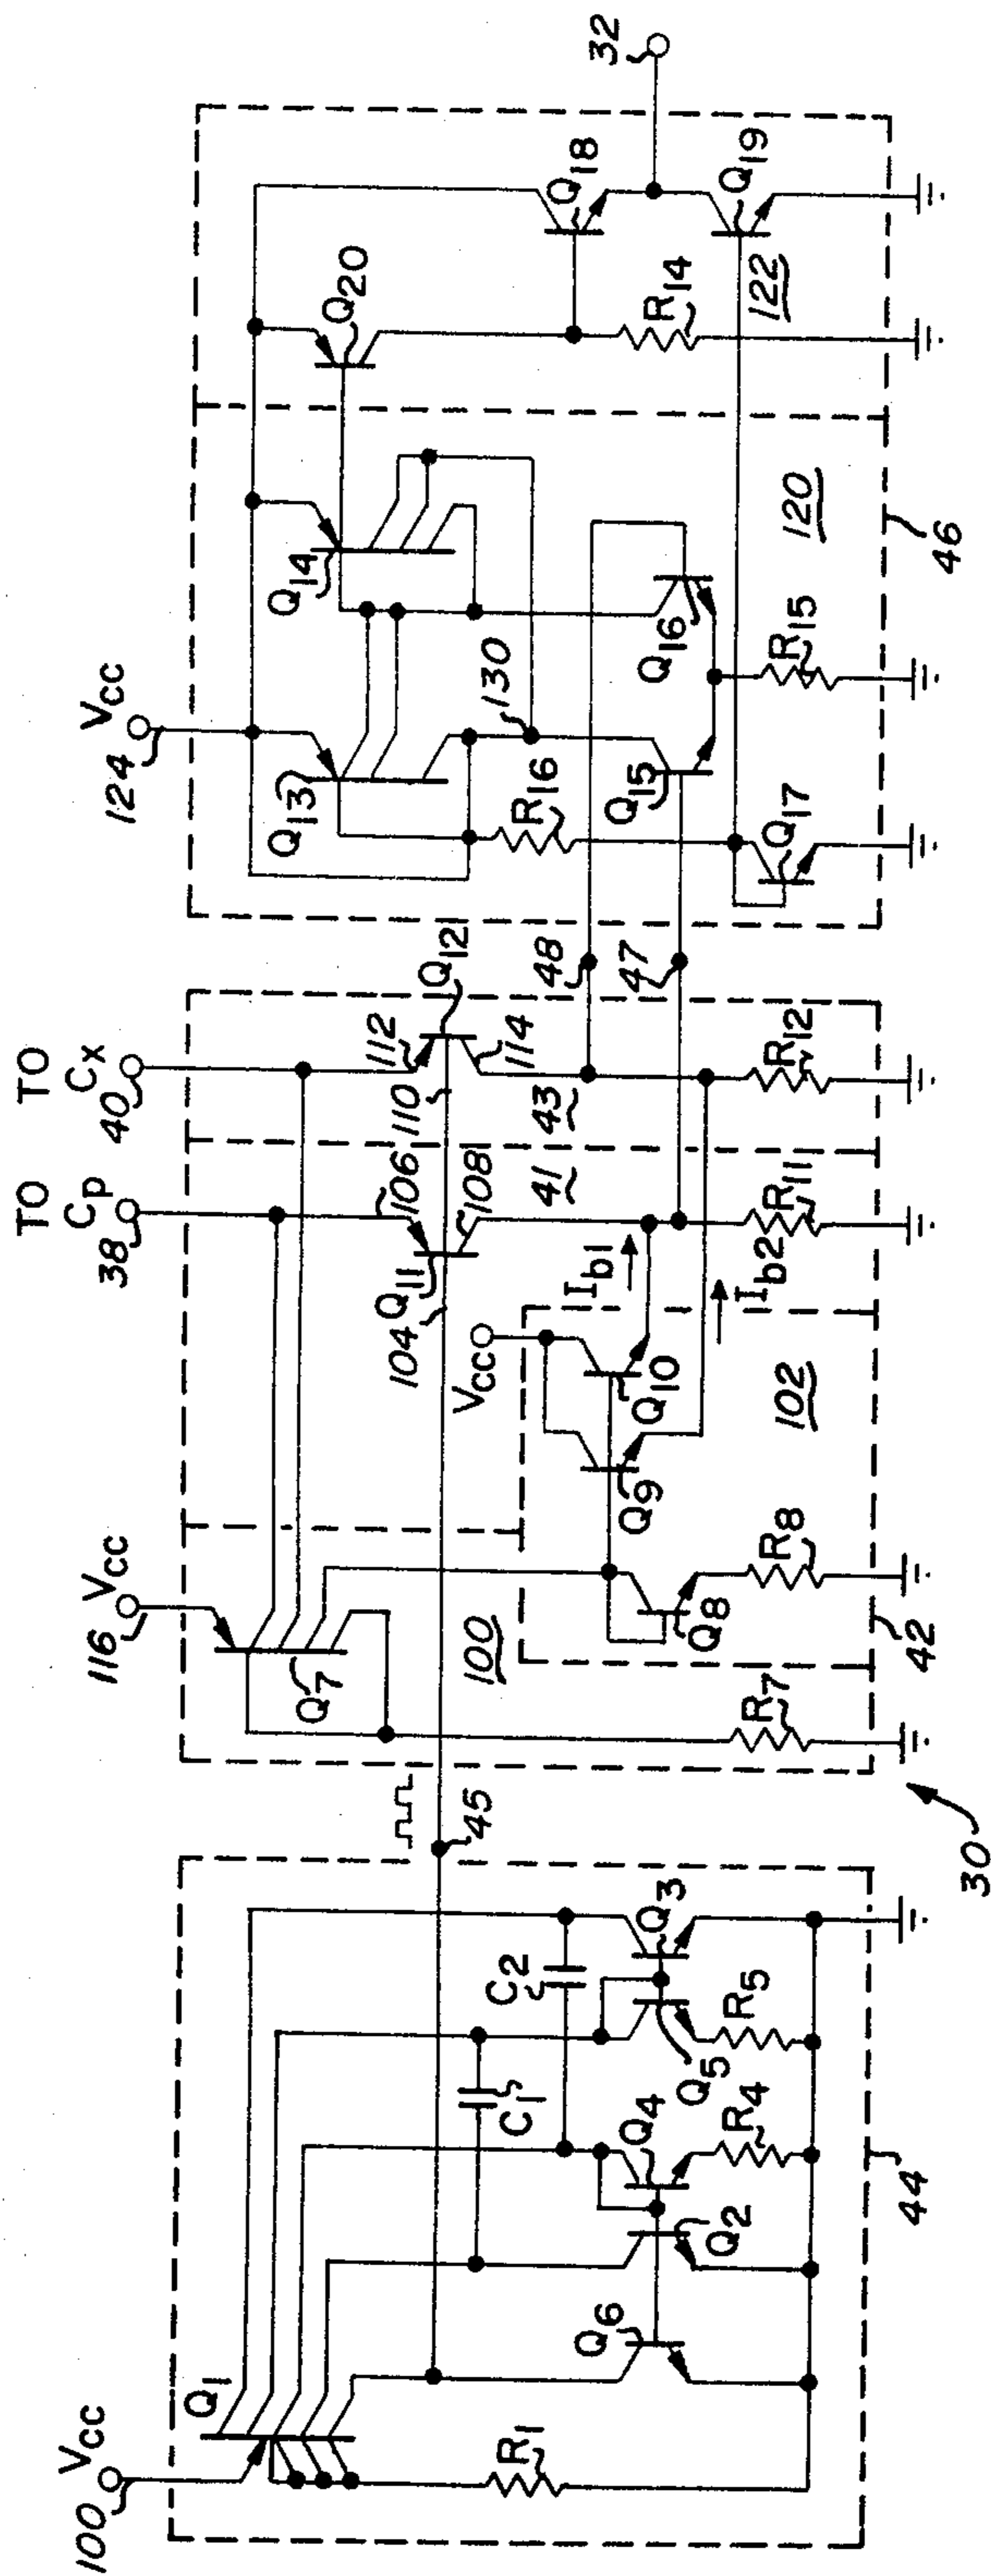 100
Vcc
Q1
R1
Q6
Q2
Q4
R4
C1
Q5
R5
C2
Q3
44
45
30
116
Vcc
Q7
R7
100
Q8
R8
42
102
Q9
Q10
Vcc
104
Q11
106
108
TO
Cp
38
Ib1
Ib2
41
R11
TO
Cx
40
110
112
Q12
114
43
R12
48
47
124
Vcc
Q13
R16
Q17
130
Q15
Q14
Q16
R15
120
46
Q20
R14
122
Q18
Q19
32